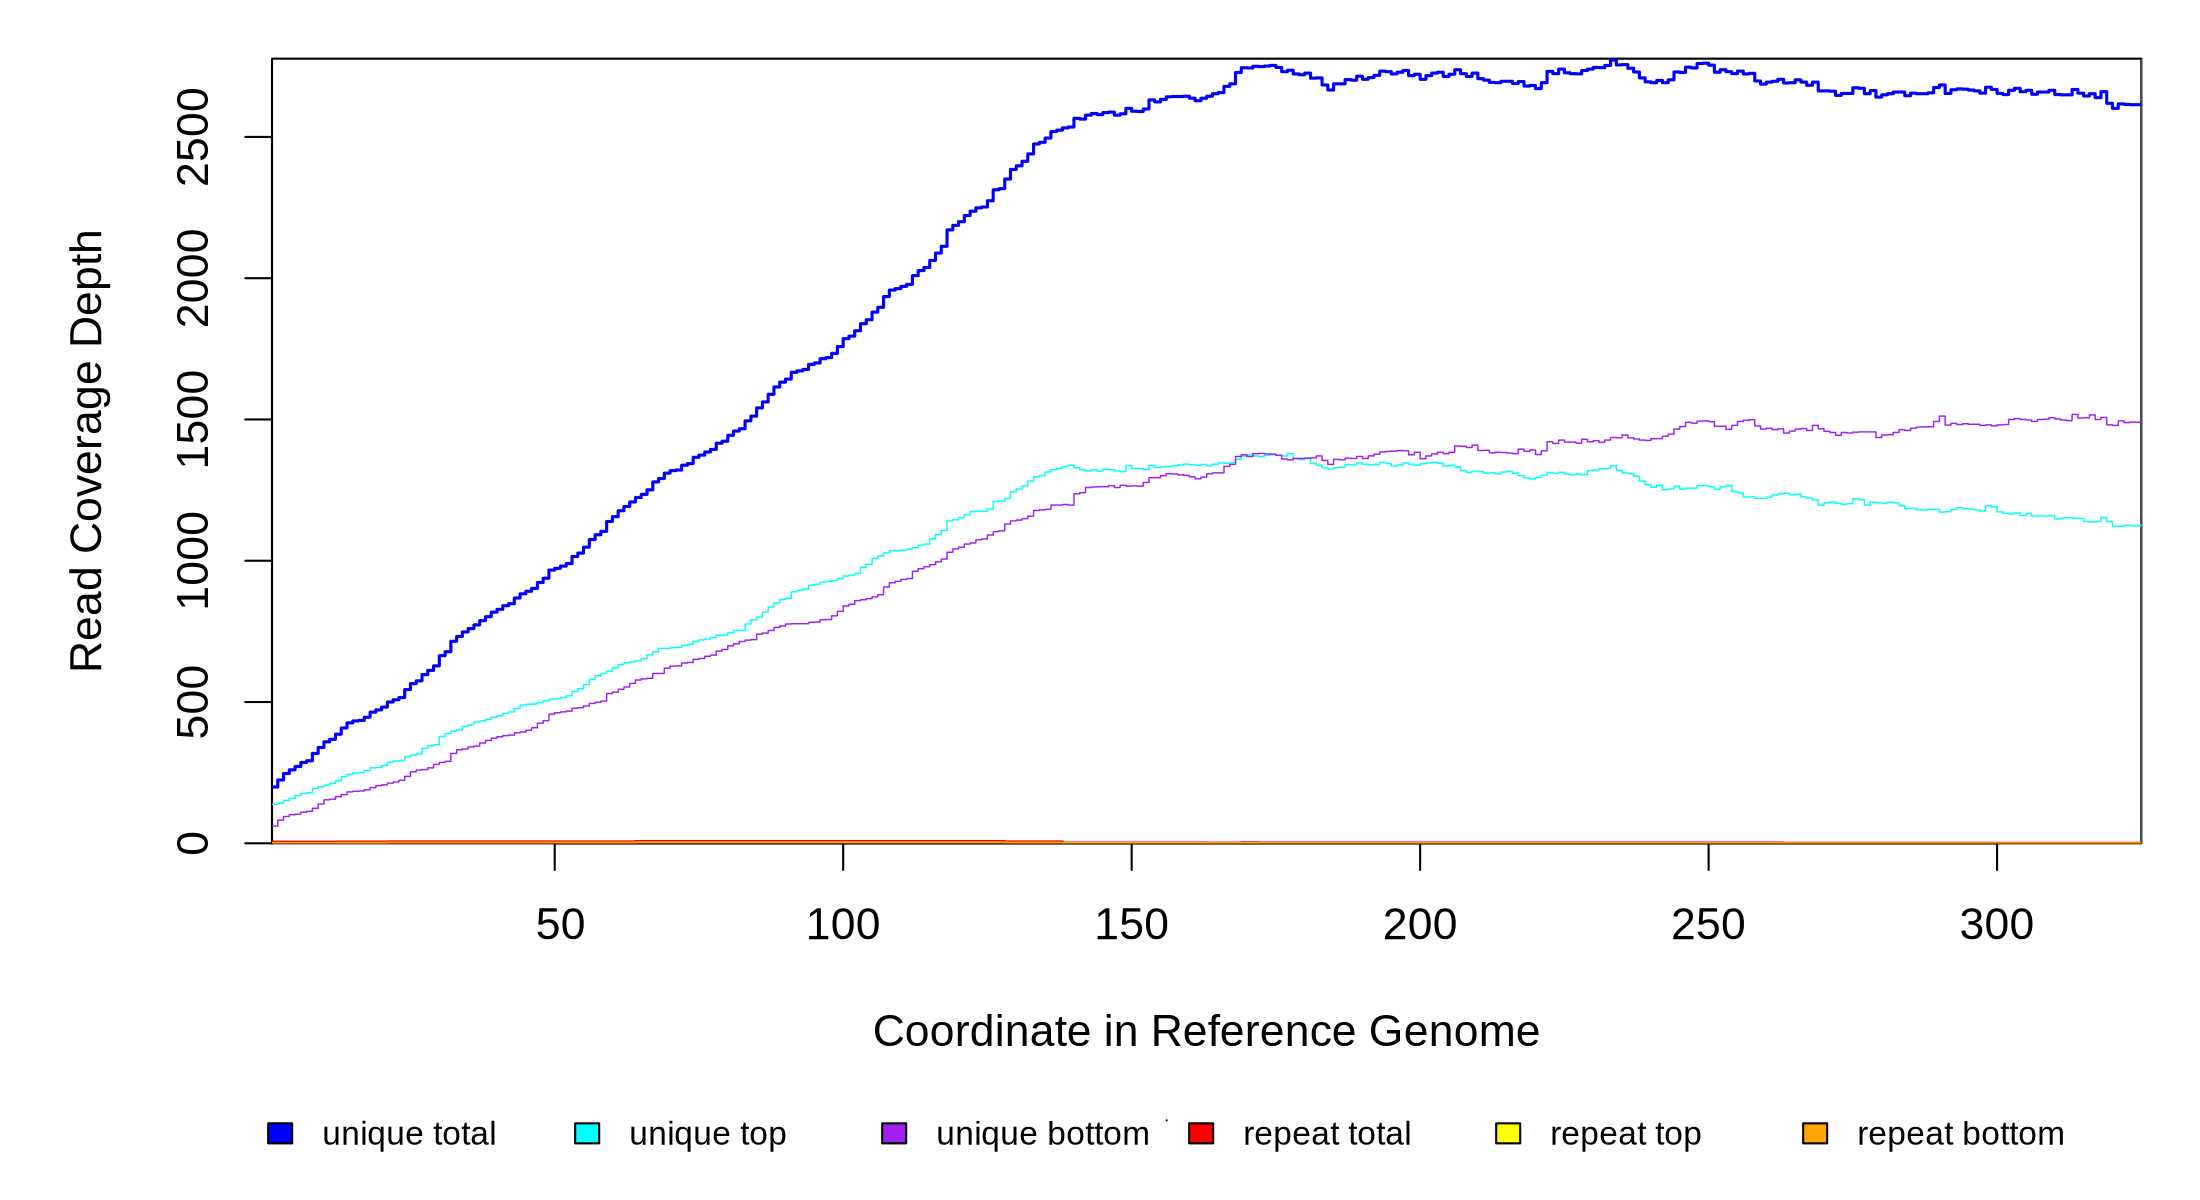 Read Coverage Depth
2500
2000
1500
1000
500
0
50 100 150 200 250 300
Coordinate in Reference Genome
unique total unique top unique bottom repeat total repeat top repeat bottom